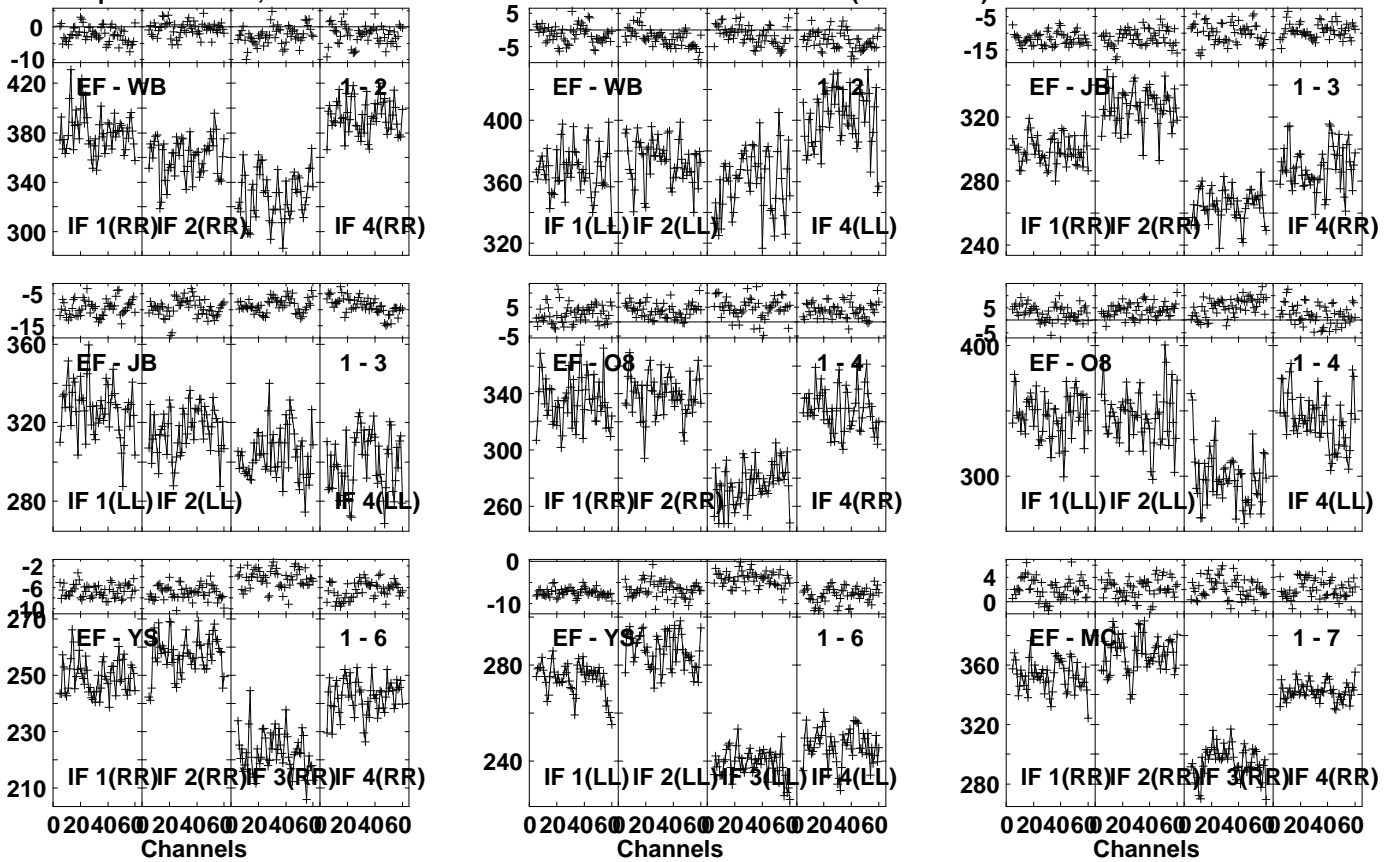 0 5 -5
-10 -5 -15
420 EF - WB 1 - 2 EF - WB 1 - 2 EF - JB 1 - 3
400 320
380
360 280
340
300 IF 1(RR) IF 2(RR) IF 4(RR) 320 IF 1(LL) IF 2(LL) IF 4(LL) 240 IF 1(RR) IF 2(RR) IF 4(RR)
-5 5 5
-15 -5 -5
360 EF - JB 1 - 3 EF - O8 1 - 4 400 EF - O8 1 - 4
340
320 300
300
280 IF 1(LL) IF 2(LL) IF 4(LL) 260 IF 1(RR) IF 2(RR) IF 4(RR) IF 1(LL) IF 2(LL) IF 4(LL)
-2 0 4
-6 0
-10 -10
270 EF - YS 1 - 6 EF - YS 1 - 6 EF - MC 1 - 7
280 360
250
320
230
240
210 IF 1(RR) IF 2(RR) IF 3(RR) IF 4(RR) IF 1(LL) IF 2(LL) IF 3(LL) IF 4(LL) 280 IF 1(RR) IF 2(RR) IF 3(RR) IF 4(RR)
0 20 40 60 0 20 40 60 0 20 40 60 0 20 40 60 0 20 40 60 0 20 40 60 0 20 40 60 0 20 40 60 0 20 40 60 0 20 40 60 0 20 40 60 0 20 40 60
Channels Channels Channels